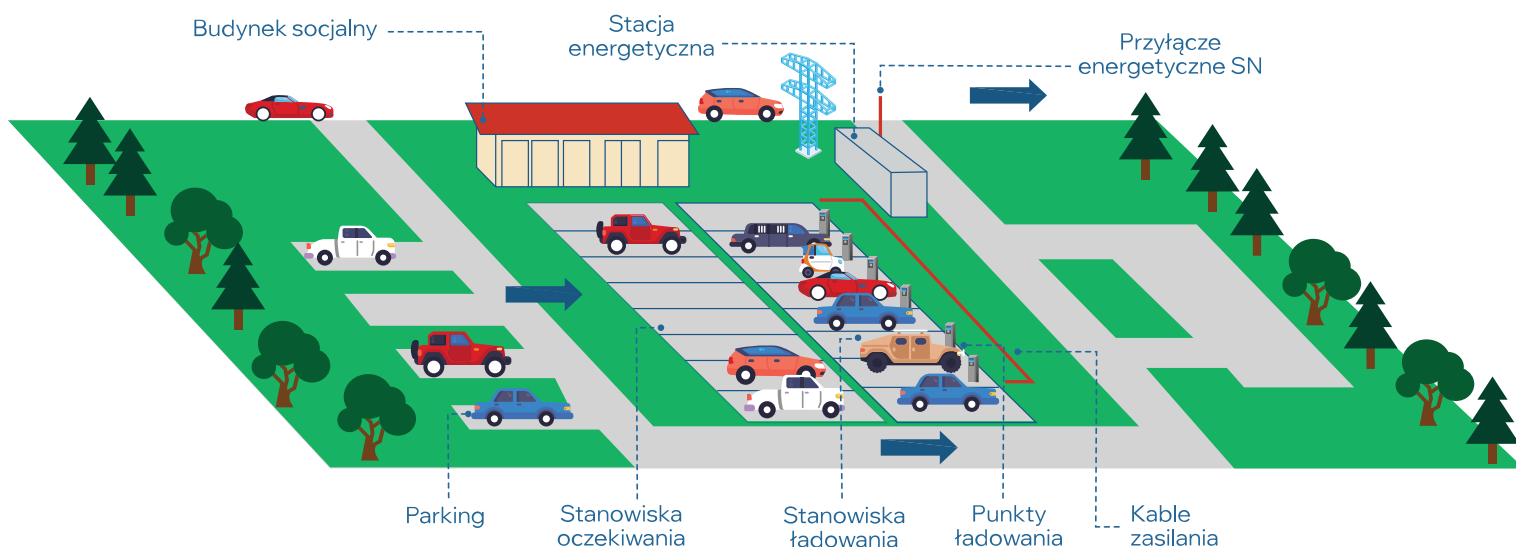 Budynek socjalny
Stacja
energetyczna
Przyłącze
energetyczne SN
Parking
Stanowiska
oczekiwania
Stanowiska
ładowania
Punkty
ładowania
Kable
zasilania